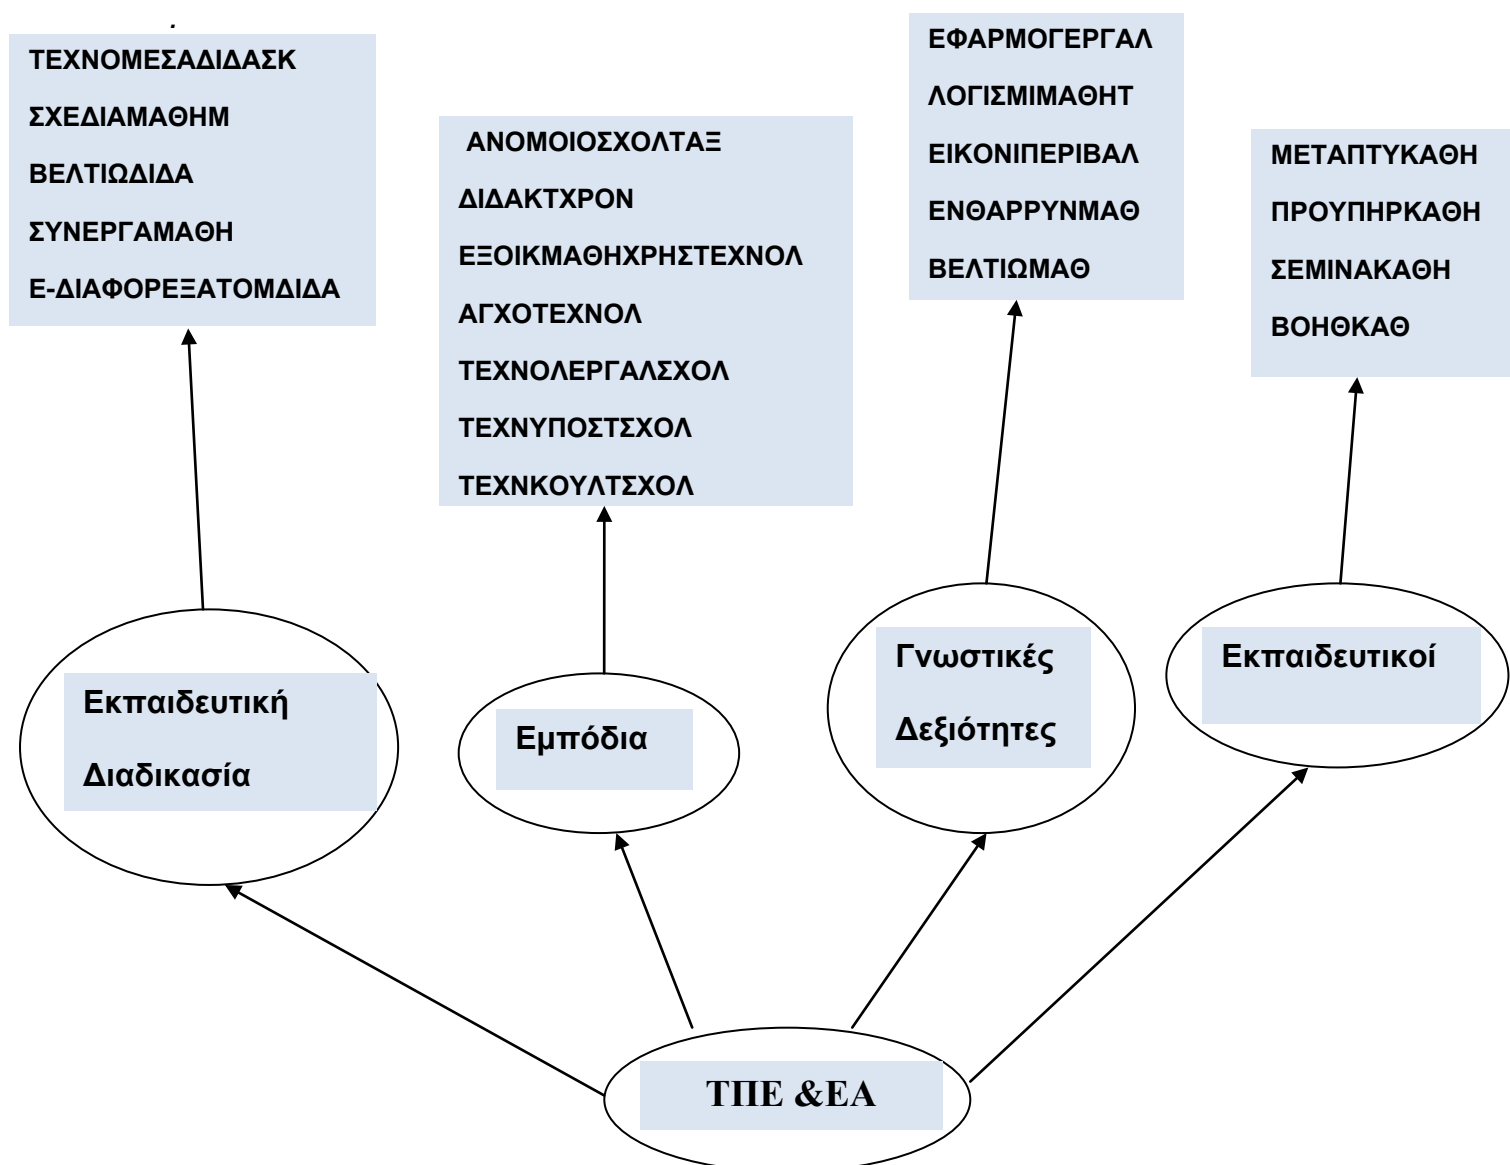 .
ΤΕΧΝΟΜΕΣΑΔΙΔΑΣΚ
ΣΧΕΔΙΑΜΑΘΗΜ
ΒΕΛΤΙΩΔΙΔΑ
ΣΥΝΕΡΓΑΜΑΘΗ
Ε-ΔΙΑΦΟΡΕΞΑΤΟΜΔΙΔΑ
ΑΝΟΜΟΙΟΣΧΟΛΤΑΞ
ΔΙΔΑΚΤΧΡΟΝ
ΕΞΟΙΚΜΑΘΗΧΡΗΣΤΕΧΝΟΛ
ΑΓΧΟΤΕΧΝΟΛ
ΤΕΧΝΟΛΕΡΓΑΛΣΧΟΛ
ΤΕΧΝΥΠΟΣΤΣΧΟΛ
ΤΕΧΝΚΟΥΛΤΣΧΟΛ
ΕΦΑΡΜΟΓΕΡΓΑΛ
ΛΟΓΙΣΜΙΜΑΘΗΤ
ΕΙΚΟΝΙΠΕΡΙΒΑΛ
ΕΝΘΑΡΡΥΝΜΑΘ
ΒΕΛΤΙΩΜΑΘ
ΜΕΤΑΠΤΥΚΑΘΗ
ΠΡΟΥΠΗΡΚΑΘΗ
ΣΕΜΙΝΑΚΑΘΗ
ΒΟΗΘΚΑΘ
Εκπαιδευτική
Διαδικασία
Εμπόδια
Γνωστικές
Δεξιότητες
Εκπαιδευτικοί
ΤΠΕ &ΕΑ